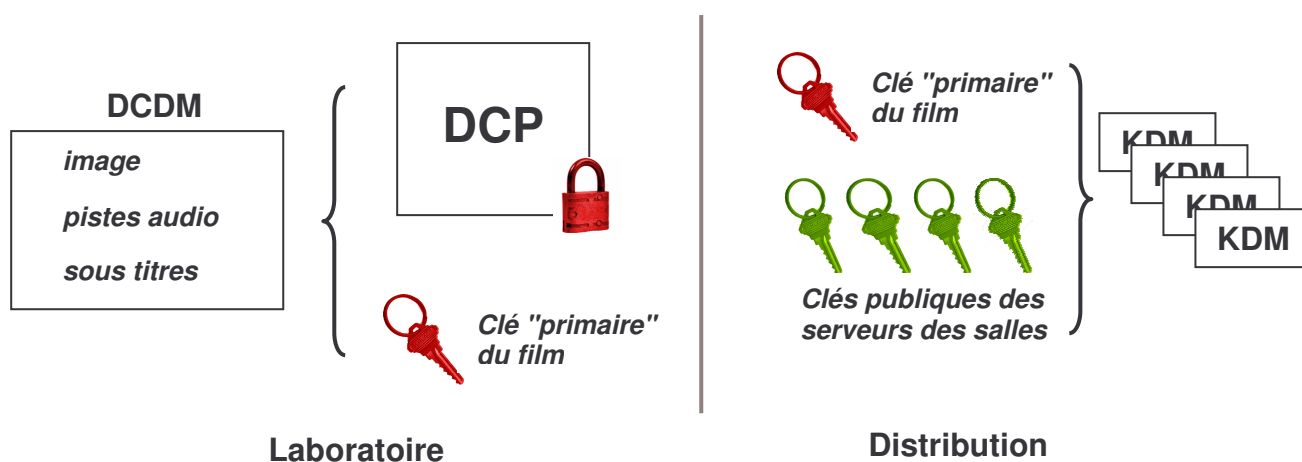 DCDM
image
pistes audio
sous titres
DCP
Clé "primaire"
du film
Laboratoire
Clé "primaire"
du film
Clés publiques des
serveurs des salles
KDM
KDM
KDM
KDM
Distribution